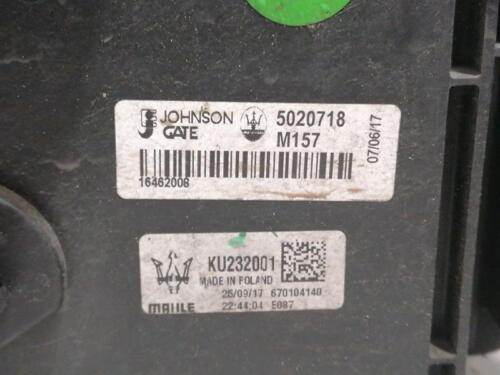 JOHNSON
GATE
5020718
M157
07/06/17
16462008
KU232001
MADE IN POLAND
26/09/17 670104140
22:44:04 E087
MAHLE